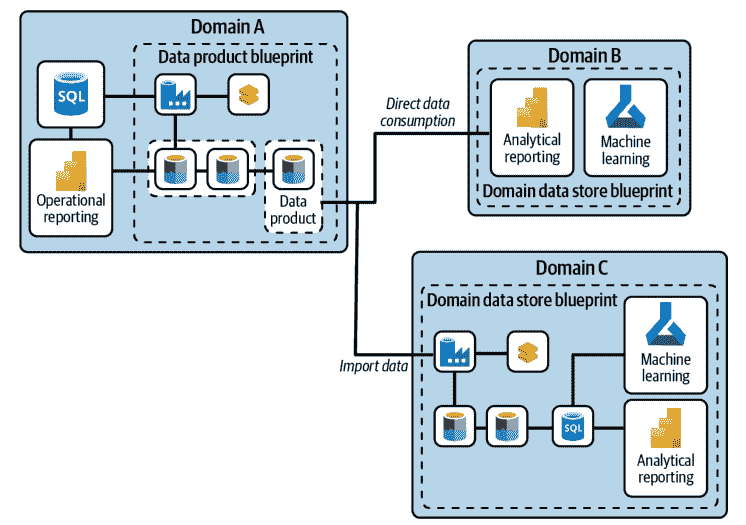 Domain A
Data product blueprint
SQL
Operational
reporting
Data
product
Direct data
consumption
Domain B
Analytical
reporting
Machine
learning
Domain data store blueprint
Import data
Domain C
Domain data store blueprint
Machine
learning
SQL
Analytical
reporting